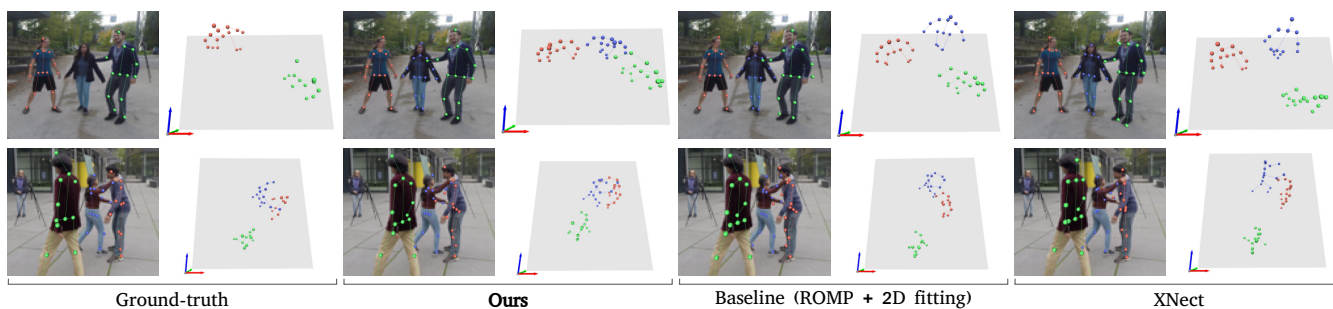 Ground-truth
Ours
Baseline (ROMP + 2D fitting)
XNect